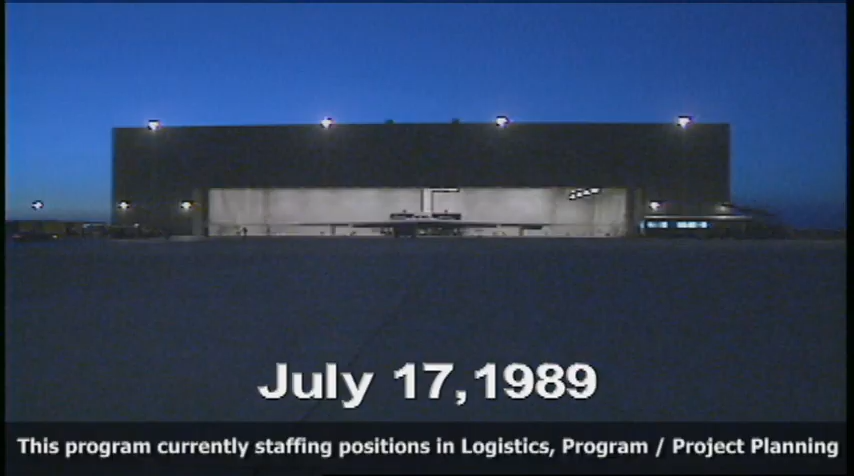 July 17,1989
This program currently staffing positions in Logistics, Program / Project Planning